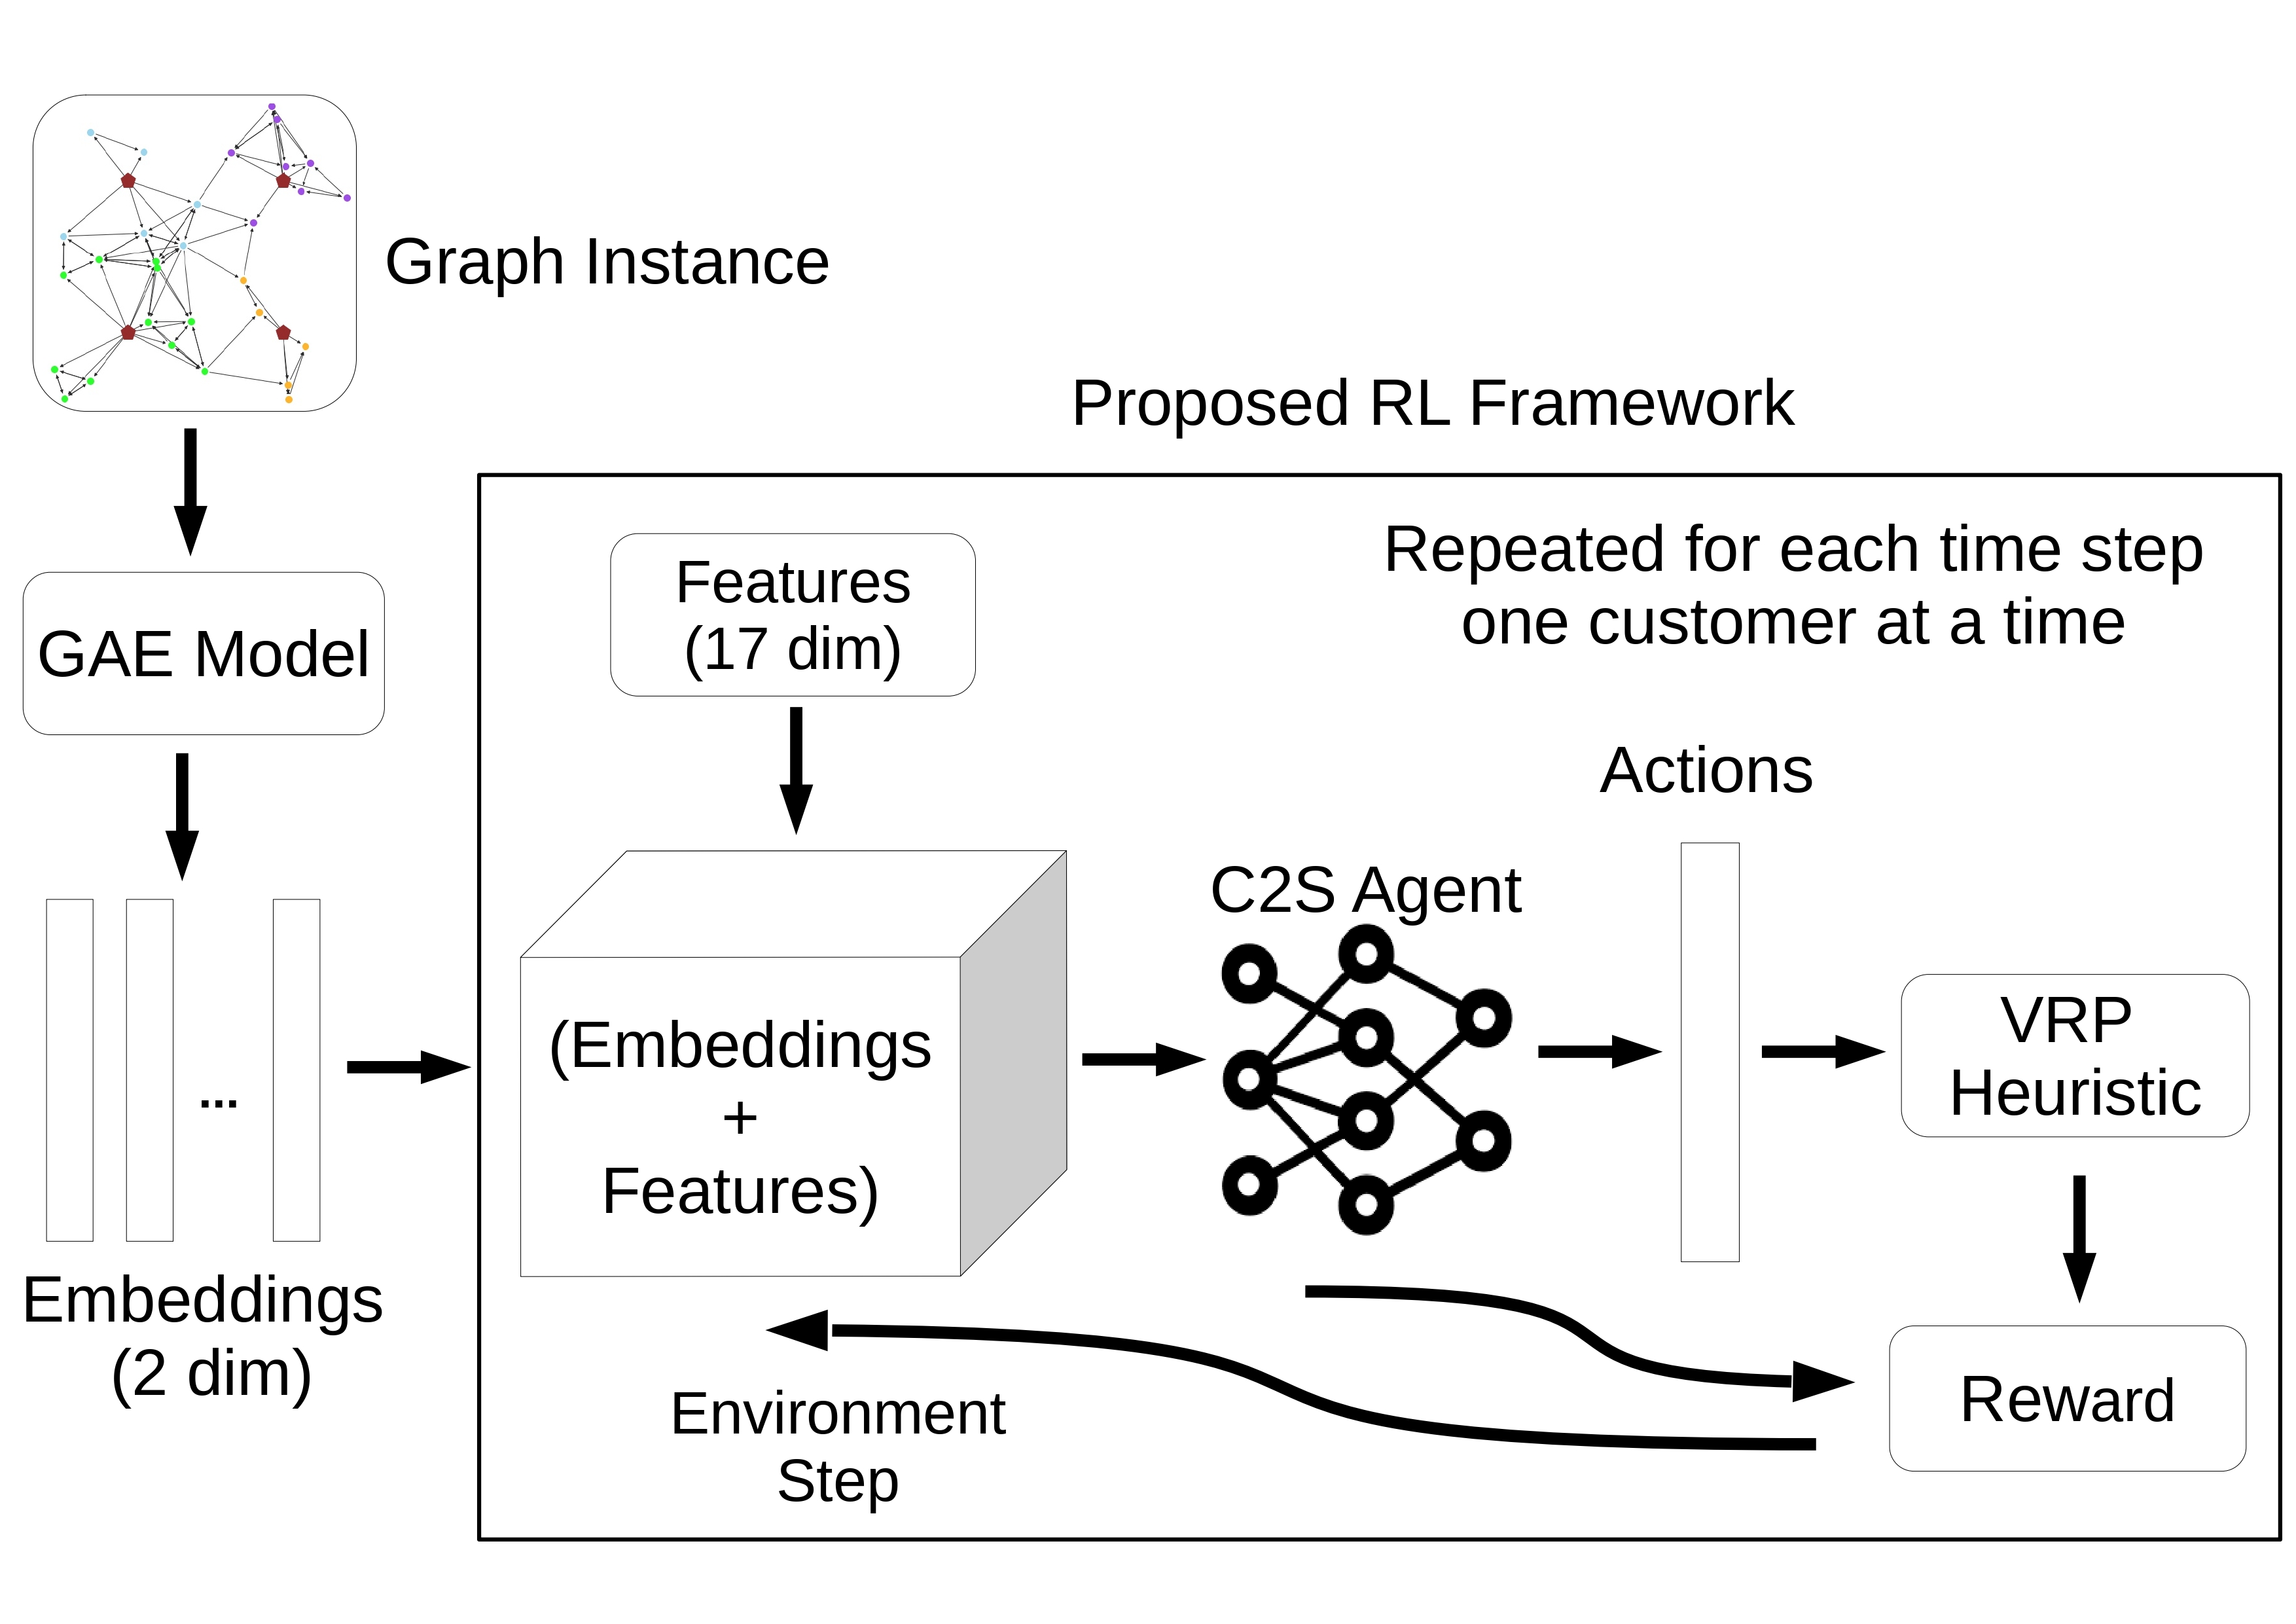 Graph Instance
Proposed RL Framework
GAE Model
Features
(17 dim)
Repeated for each time step
one customer at a time
Actions
C2S Agent
...
(Embeddings
+
Features)
VRP
Heuristic
Embeddings
(2 dim)
Environment
Step
Reward